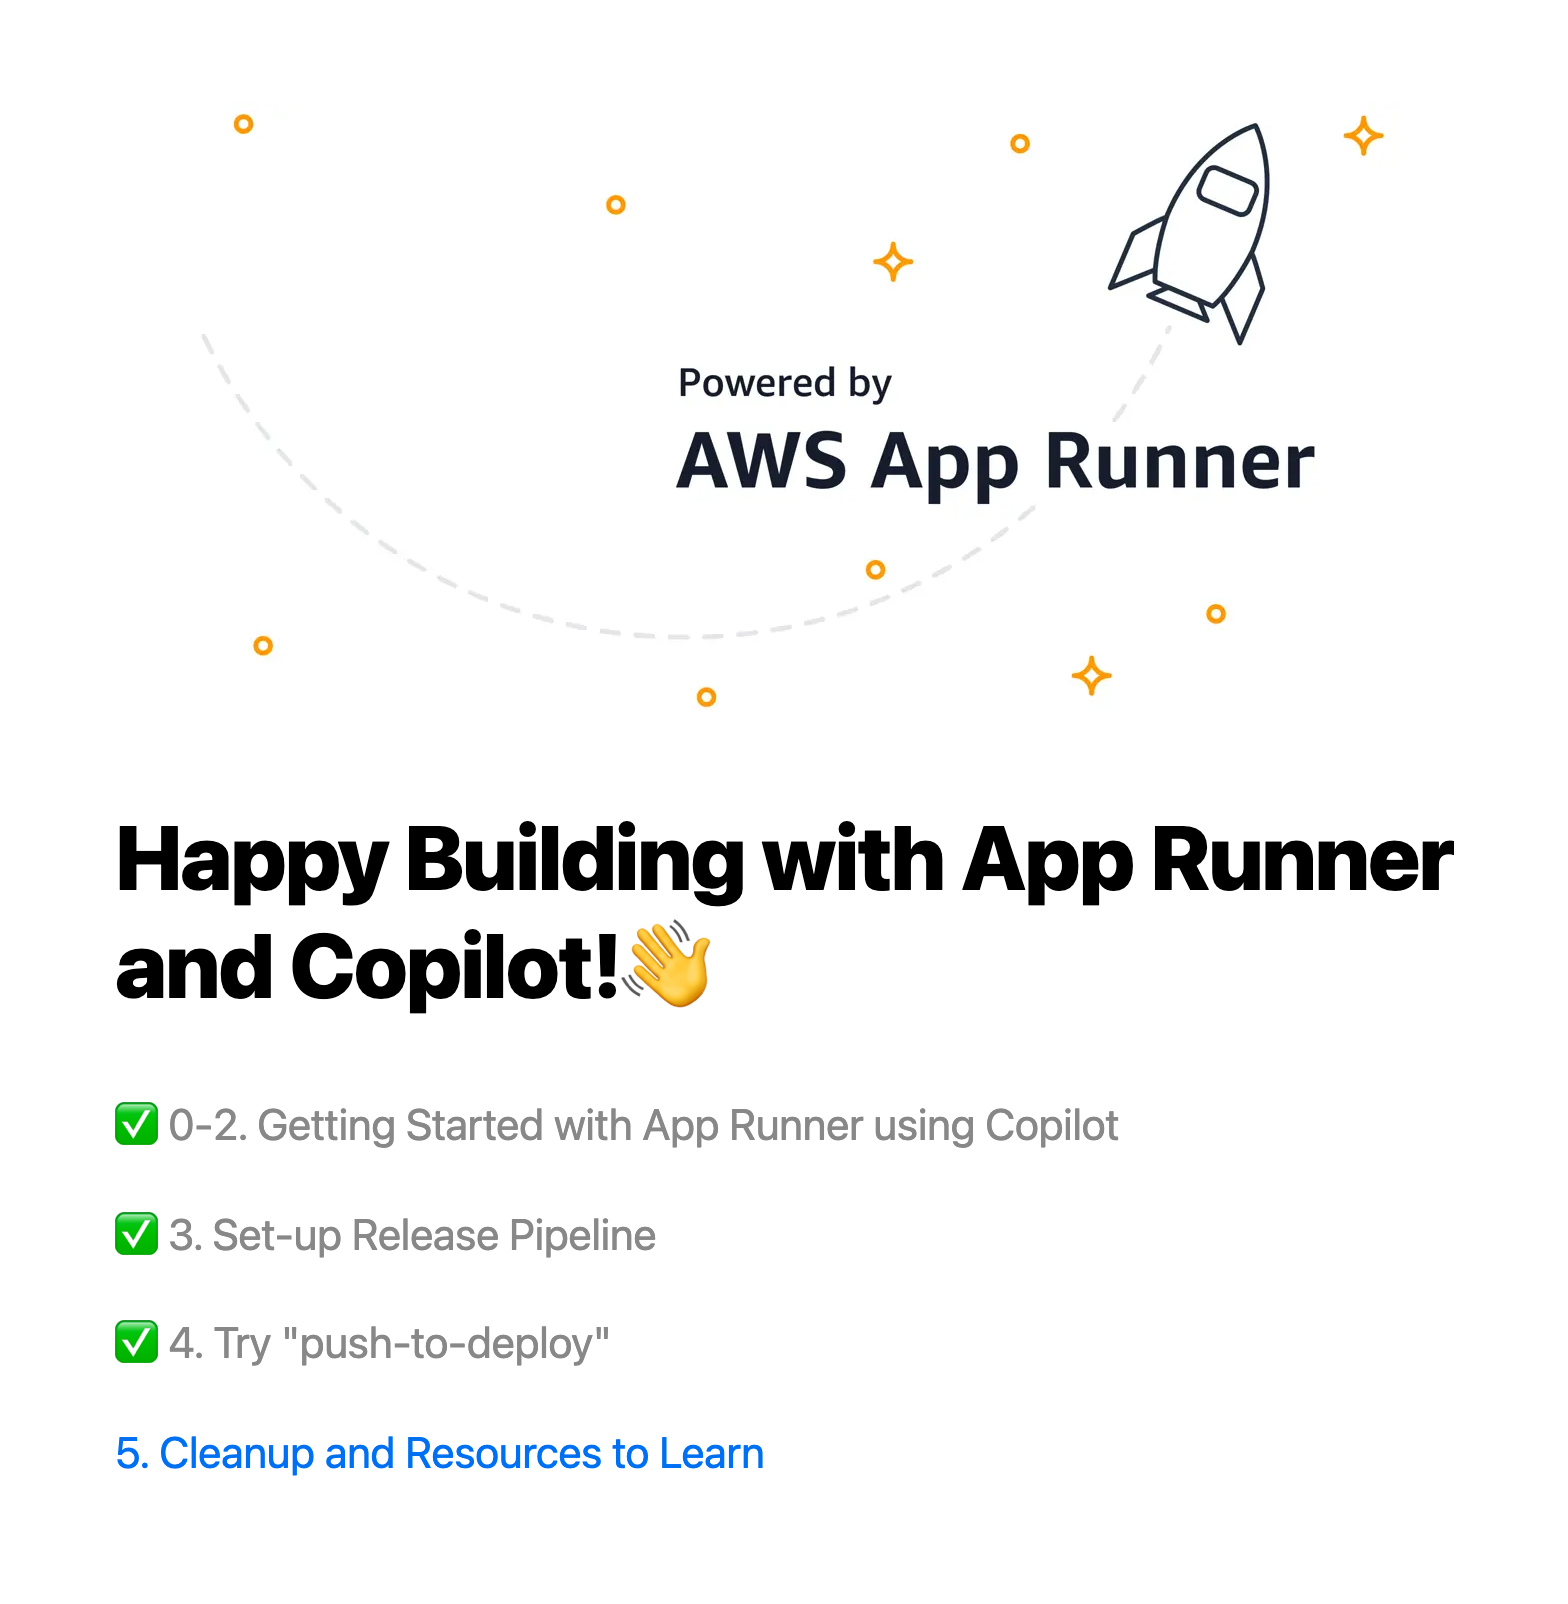 Powered by
AWS App Runner
Happy Building with App Runner
and Copilot!👋
✅ 0-2. Getting Started with App Runner using Copilot
✅ 3. Set-up Release Pipeline
✅ 4. Try "push-to-deploy"
5. Cleanup and Resources to Learn